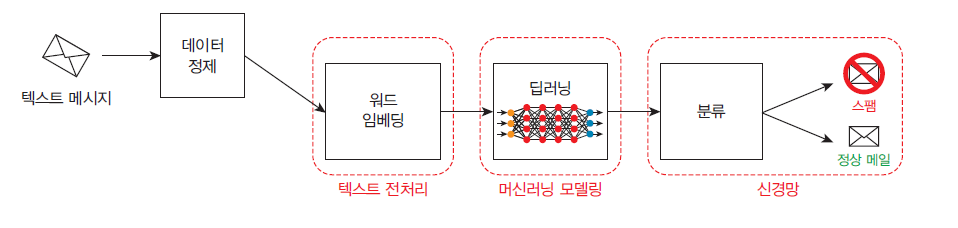 텍스트 메시지
데이터
정제
워드
임베딩
텍스트 전처리
딥러닝
머신러닝 모델링
분류
스팸
정상 메일
신경망